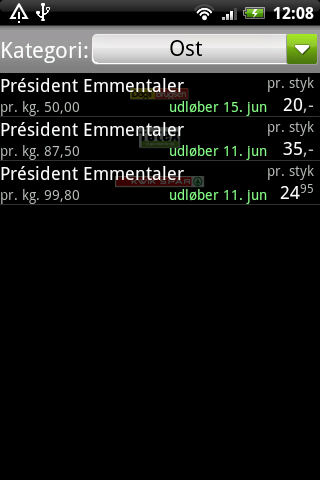 12:08
Kategori: Ost
Président Emmentaler pr. styk
pr. kg. 50,00 udløber 15. jun 20,-
Président Emmentaler pr. styk
pr. kg. 87,50 udløber 11. jun 35,-
Président Emmentaler pr. styk
KWIK SPAR
pr. kg. 99,80 udløber 11. jun 24 95